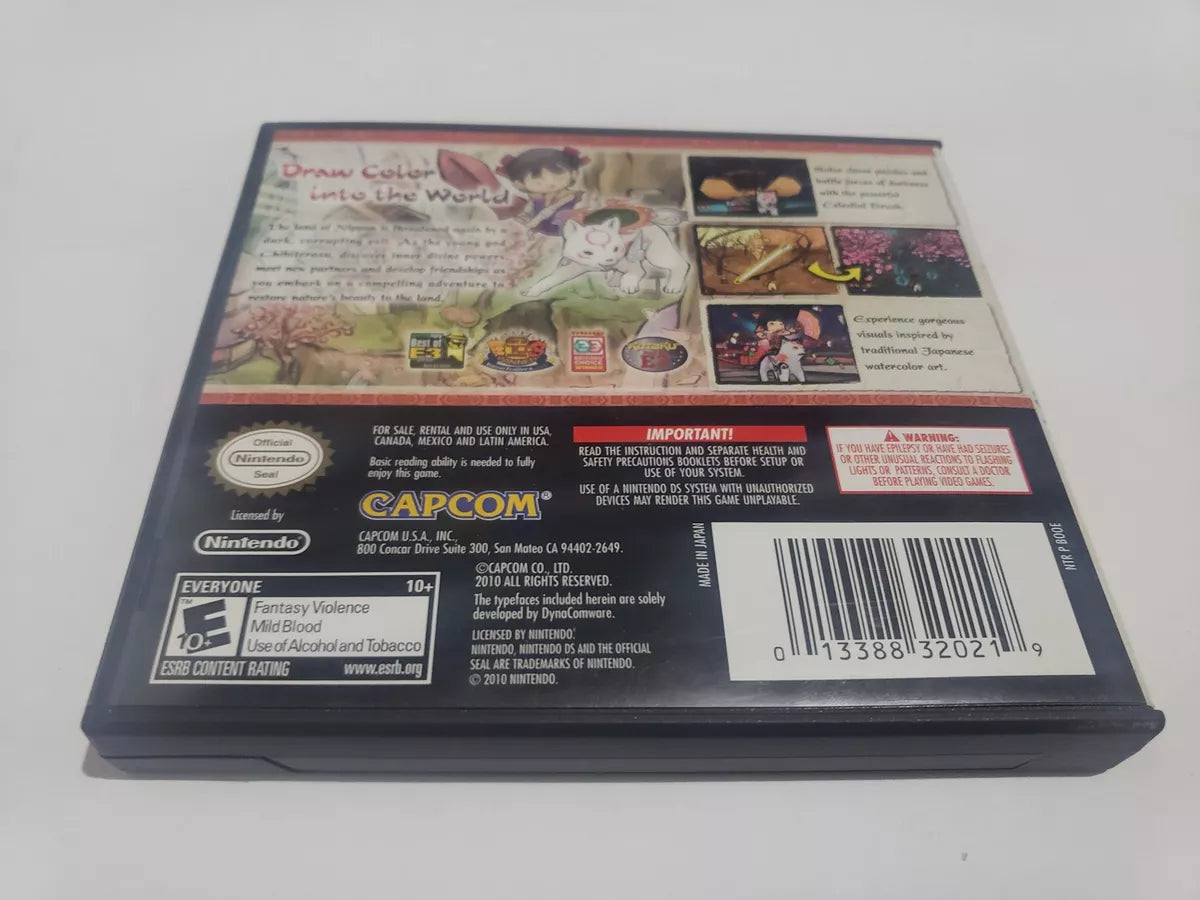 Draw Color
into the World
The land of Nippon is threatened again by a
dark, corrupting evil. As the young god
Chibiterasu, discover inner divine powers,
meet new partners and develop friendships as
you embark on a compelling adventure to
restore nature's beauty to the land.
Best of
E3
E3
KOTAKU
E3
battle forces of darkness
with the powerful
Celestial Brush.
Experience gorgeous
visuals inspired by
traditional Japanese
watercolor art.
Official
Nintendo
Seal
Licensed by
Nintendo
FOR SALE, RENTAL AND USE ONLY IN USA,
CANADA, MEXICO AND LATIN AMERICA.
Basic reading ability is needed to fully
enjoy this game.
CAPCOM®
CAPCOM U.S.A., INC.,
800 Concar Drive Suite 300, San Mateo CA 94402-2649.
©CAPCOM CO., LTD.
2010 ALL RIGHTS RESERVED.
The typefaces included herein are solely
developed by DynaComware.
LICENSED BY NINTENDO.
NINTENDO, NINTENDO DS AND THE OFFICIAL
SEAL ARE TRADEMARKS OF NINTENDO.
© 2010 NINTENDO.
IMPORTANT!
READ THE INSTRUCTION AND SEPARATE HEALTH AND
SAFETY PRECAUTIONS BOOKLETS BEFORE SETUP OR
USE OF YOUR SYSTEM.
USE OF A NINTENDO DS SYSTEM WITH UNAUTHORIZED
DEVICES MAY RENDER THIS GAME UNPLAYABLE.
WARNING:
IF YOU HAVE EPILEPSY OR HAVE HAD SEIZURES
OR OTHER UNUSUAL REACTIONS TO FLASHING
LIGHTS OR PATTERNS, CONSULT A DOCTOR
BEFORE PLAYING VIDEO GAMES.
EVERYONE 10+
TM
E
10+
Fantasy Violence
Mild Blood
Use of Alcohol and Tobacco
ESRB CONTENT RATING www.esrb.org
MADE IN JAPAN
NTR P BOOE
0 13388 32021 9